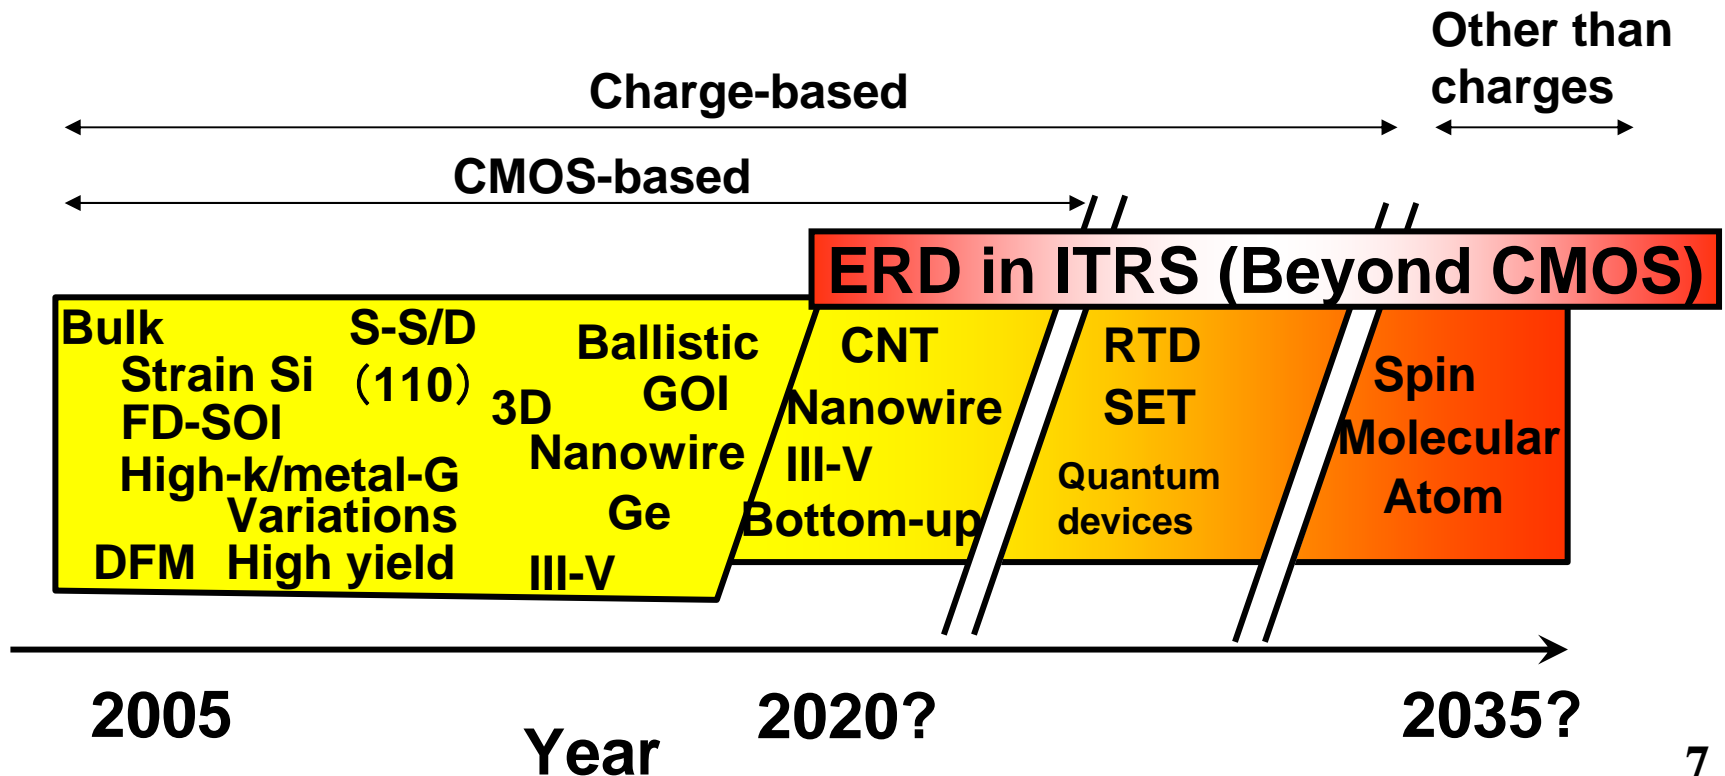 Other than
charges
Charge-based
CMOS-based
ERD in ITRS (Beyond CMOS)
Bulk
S-S/D
Strain Si
（110）
FD-SOI
High-k/metal-G
Variations
DFM High yield
3D
Ballistic
GOI
Nanowire
Ge
III-V
CNT
Nanowire
III-V
Bottom-up
RTD
SET
Quantum
devices
Spin
Molecular
Atom
2005
Year
2020?
2035?
7